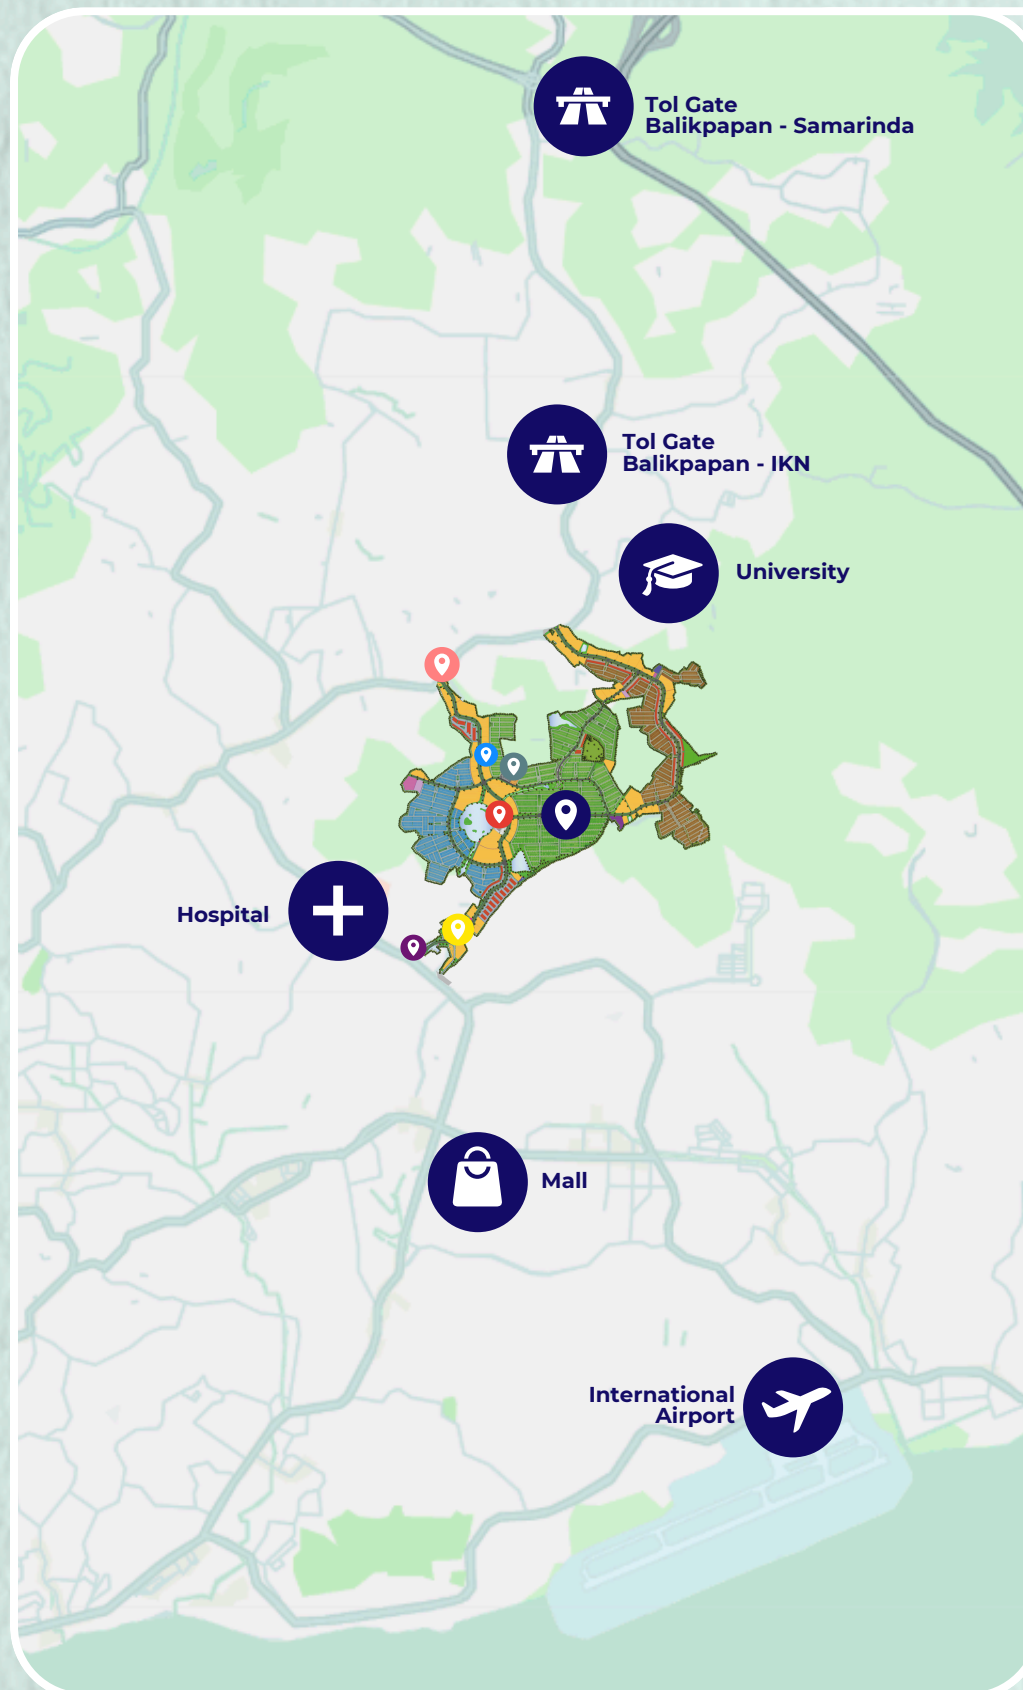 Tol Gate
Balikpapan - Samarinda
Tol Gate
Balikpapan - IKN
University
Hospital
Mall
International
Airport